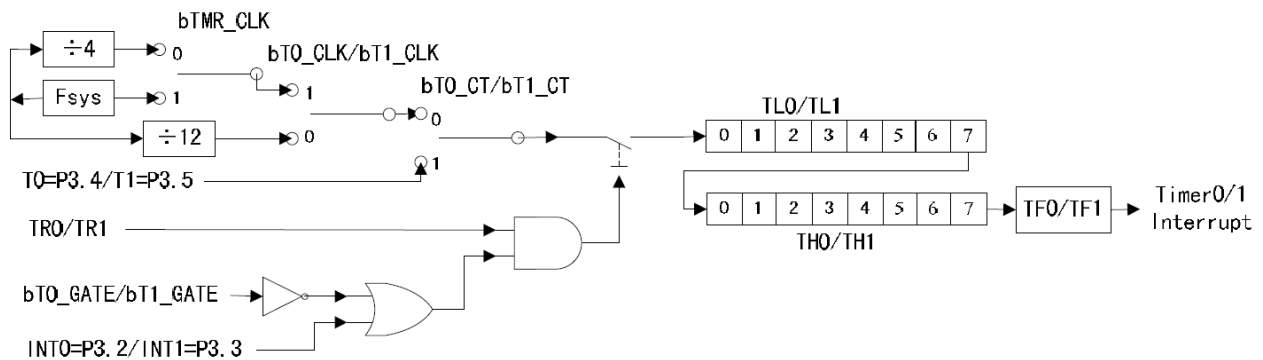 bTMR_CLK
÷4
0
bT0_CLK/bT1_CLK
Fsys
1
1
bT0_CT/bT1_CT
0
÷12
0
1
T0=P3.4/T1=P3.5
TL0/TL1
0 1 2 3 4 5 6 7
0 1 2 3 4 5 6 7
TH0/TH1
TF0/TF1
Timer0/1
Interrupt
TR0/TR1
bT0_GATE/bT1_GATE
INT0=P3.2/INT1=P3.3